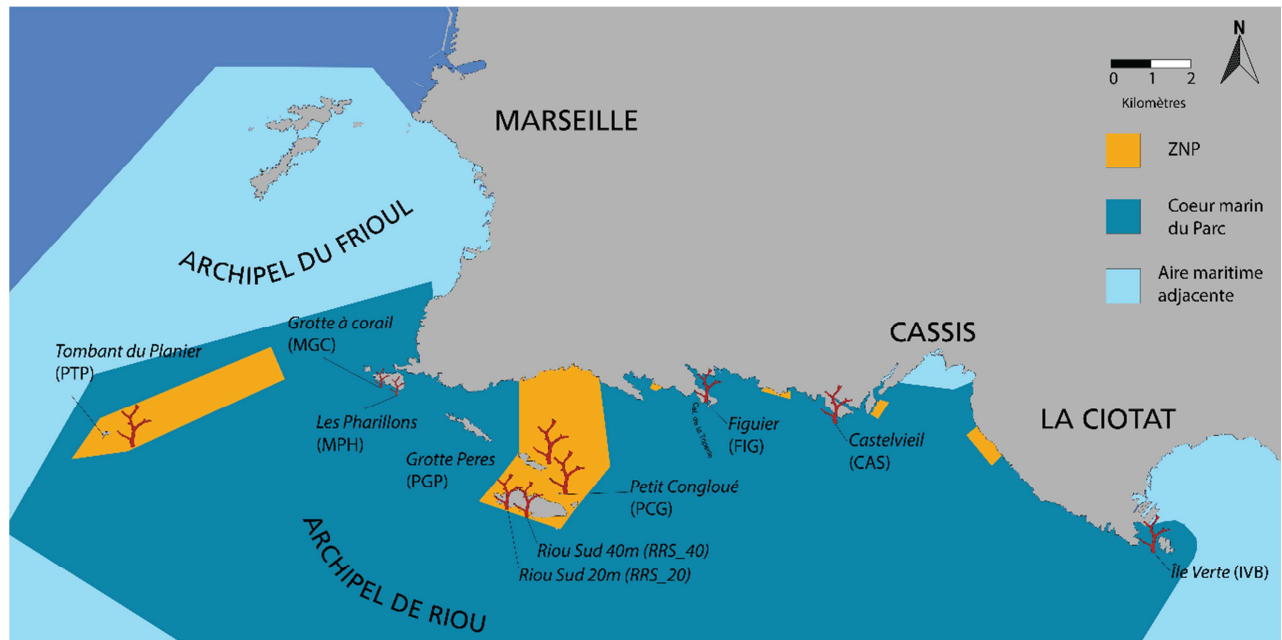 N
0 1 2
Kilomètres
MARSEILLE
ZNP
Coeur marin
du Parc
Aire maritime
adjacente
ARCHIPEL DU FRIOUL
CASSIS
Grotte à corail
(MGC)
Tombant du Planier
(PTP)
LA CIOTAT
Les Pharillons
(MPH)
Figuier
(FIG)
Castelvieil
(CAS)
Grotte Peres
(PGP)
Petit Congloué
(PCG)
ARCHIPEL DE RIOU
Riou Sud 40m (RRS_40)
Riou Sud 20m (RRS_20)
Île Verte (IVB)